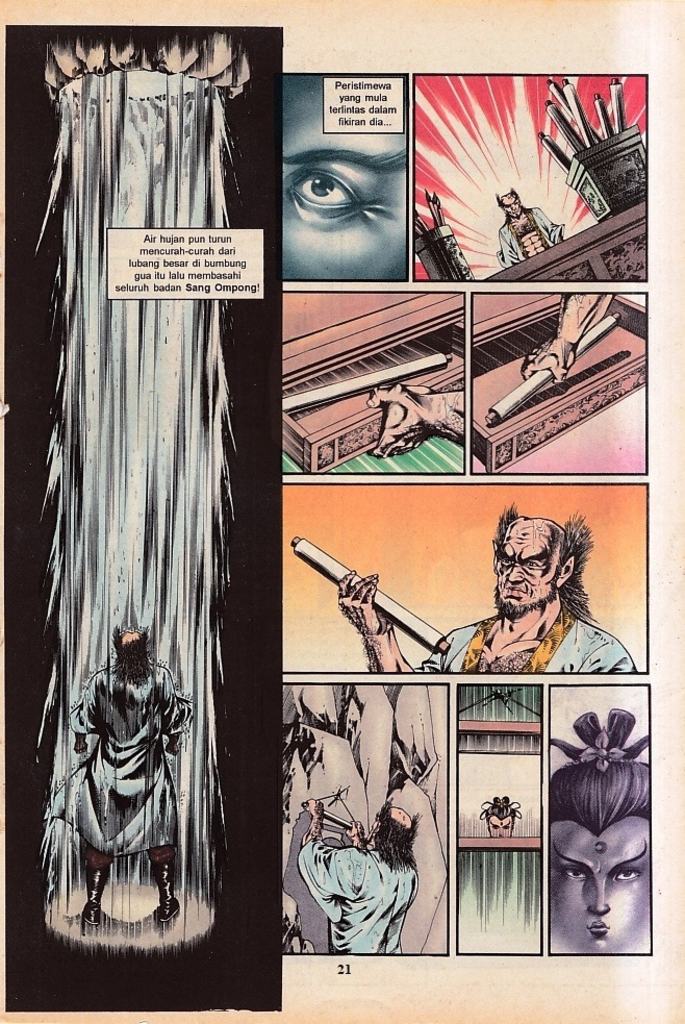 Air hujan pun turun
mencurah-curah dari
lubang besar di bumbung
gua itu lalu membasahi
seluruh badan Sang Ompong!
Peristimewa
yang mula
terlintas dalam
fikiran dia...
21